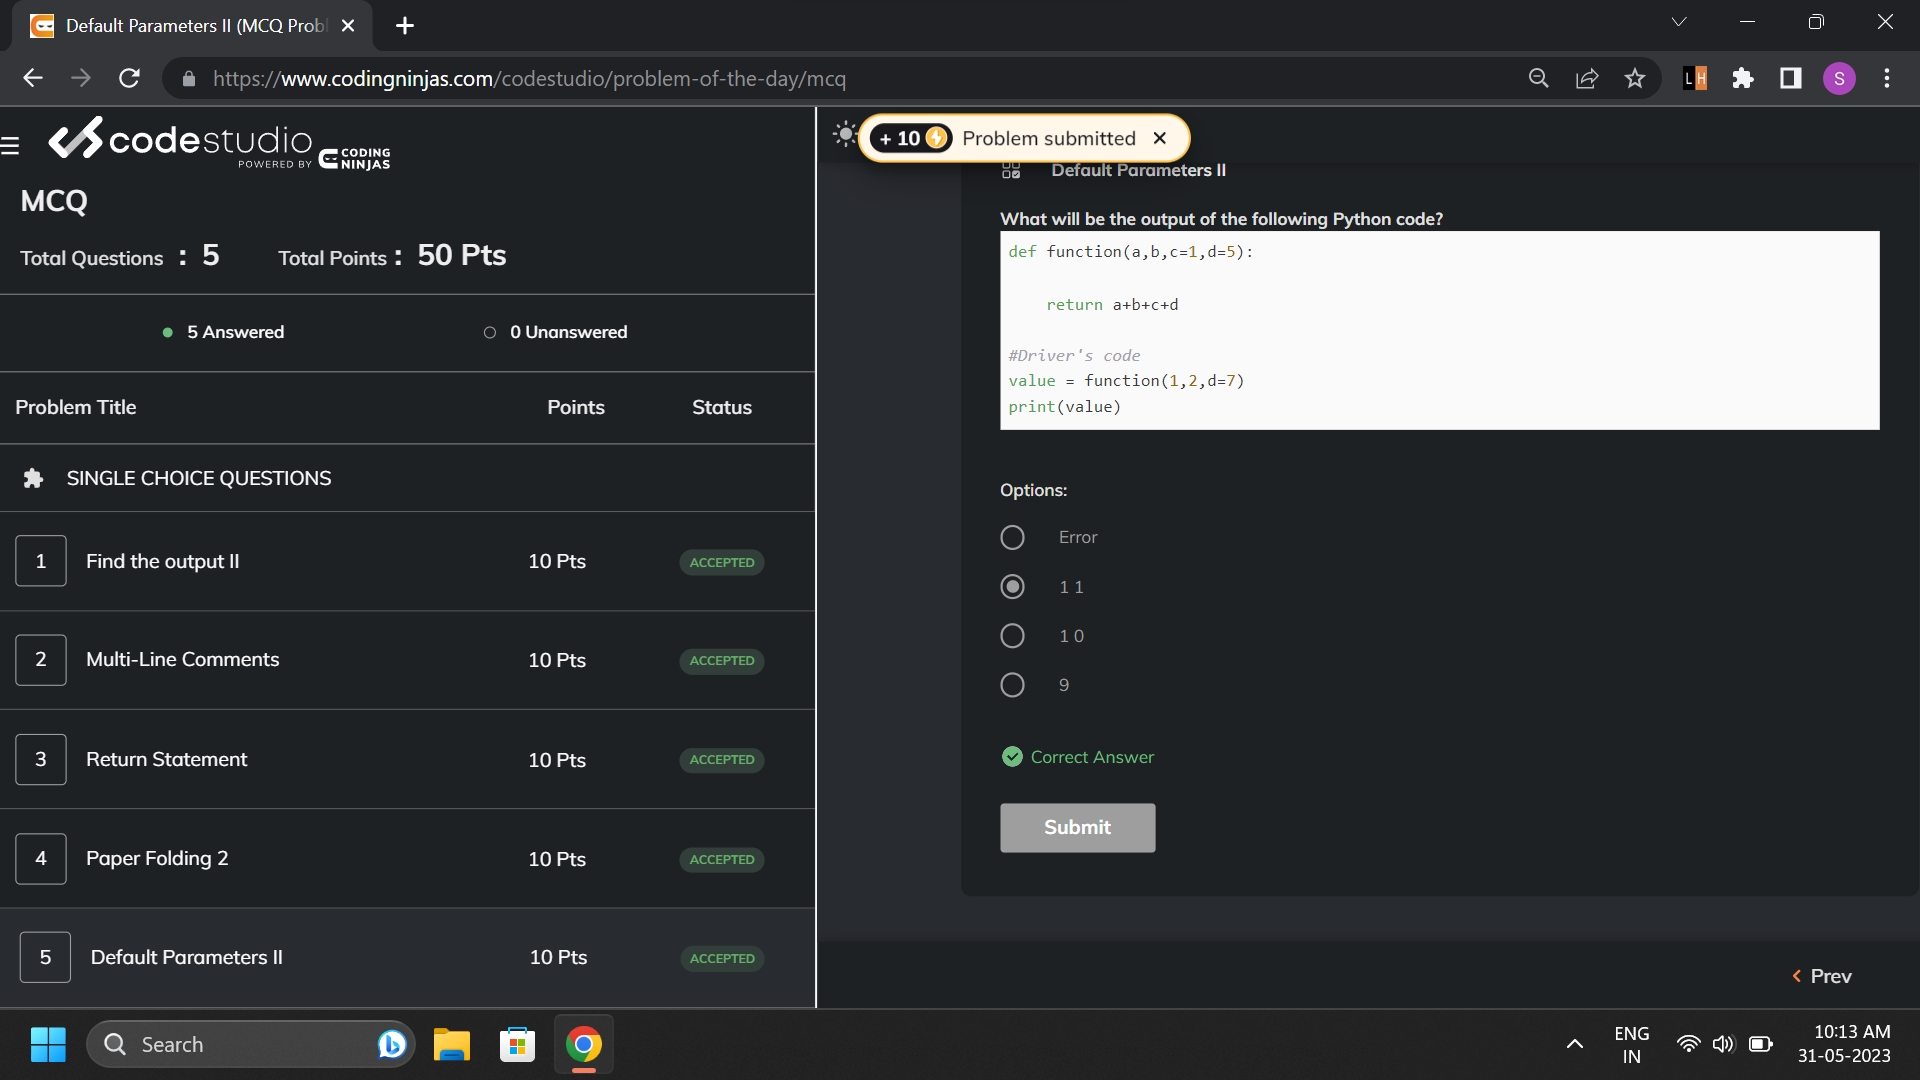 Default Parameters II (MCQ Probl
https://www.codingninjas.com/codestudio/problem-of-the-day/mcq
L H
S
codestudio
POWERED BY CODING NINJAS
MCQ
Total Questions : 5 Total Points : 50 Pts
5 Answered 0 Unanswered
Problem Title Points Status
SINGLE CHOICE QUESTIONS
1 Find the output II 10 Pts ACCEPTED
2 Multi-Line Comments 10 Pts ACCEPTED
3 Return Statement 10 Pts ACCEPTED
4 Paper Folding 2 10 Pts ACCEPTED
5 Default Parameters II 10 Pts ACCEPTED
+ 10 Problem submitted
Default Parameters II
What will be the output of the following Python code?
def function(a,b,c=1,d=5):
return a+b+c+d
#Driver's code
value = function(1,2,d=7)
print(value)
Options:
Error
1 1
1 0
9
Correct Answer
Submit
Prev
Search
ENG
IN
10:13 AM
31-05-2023